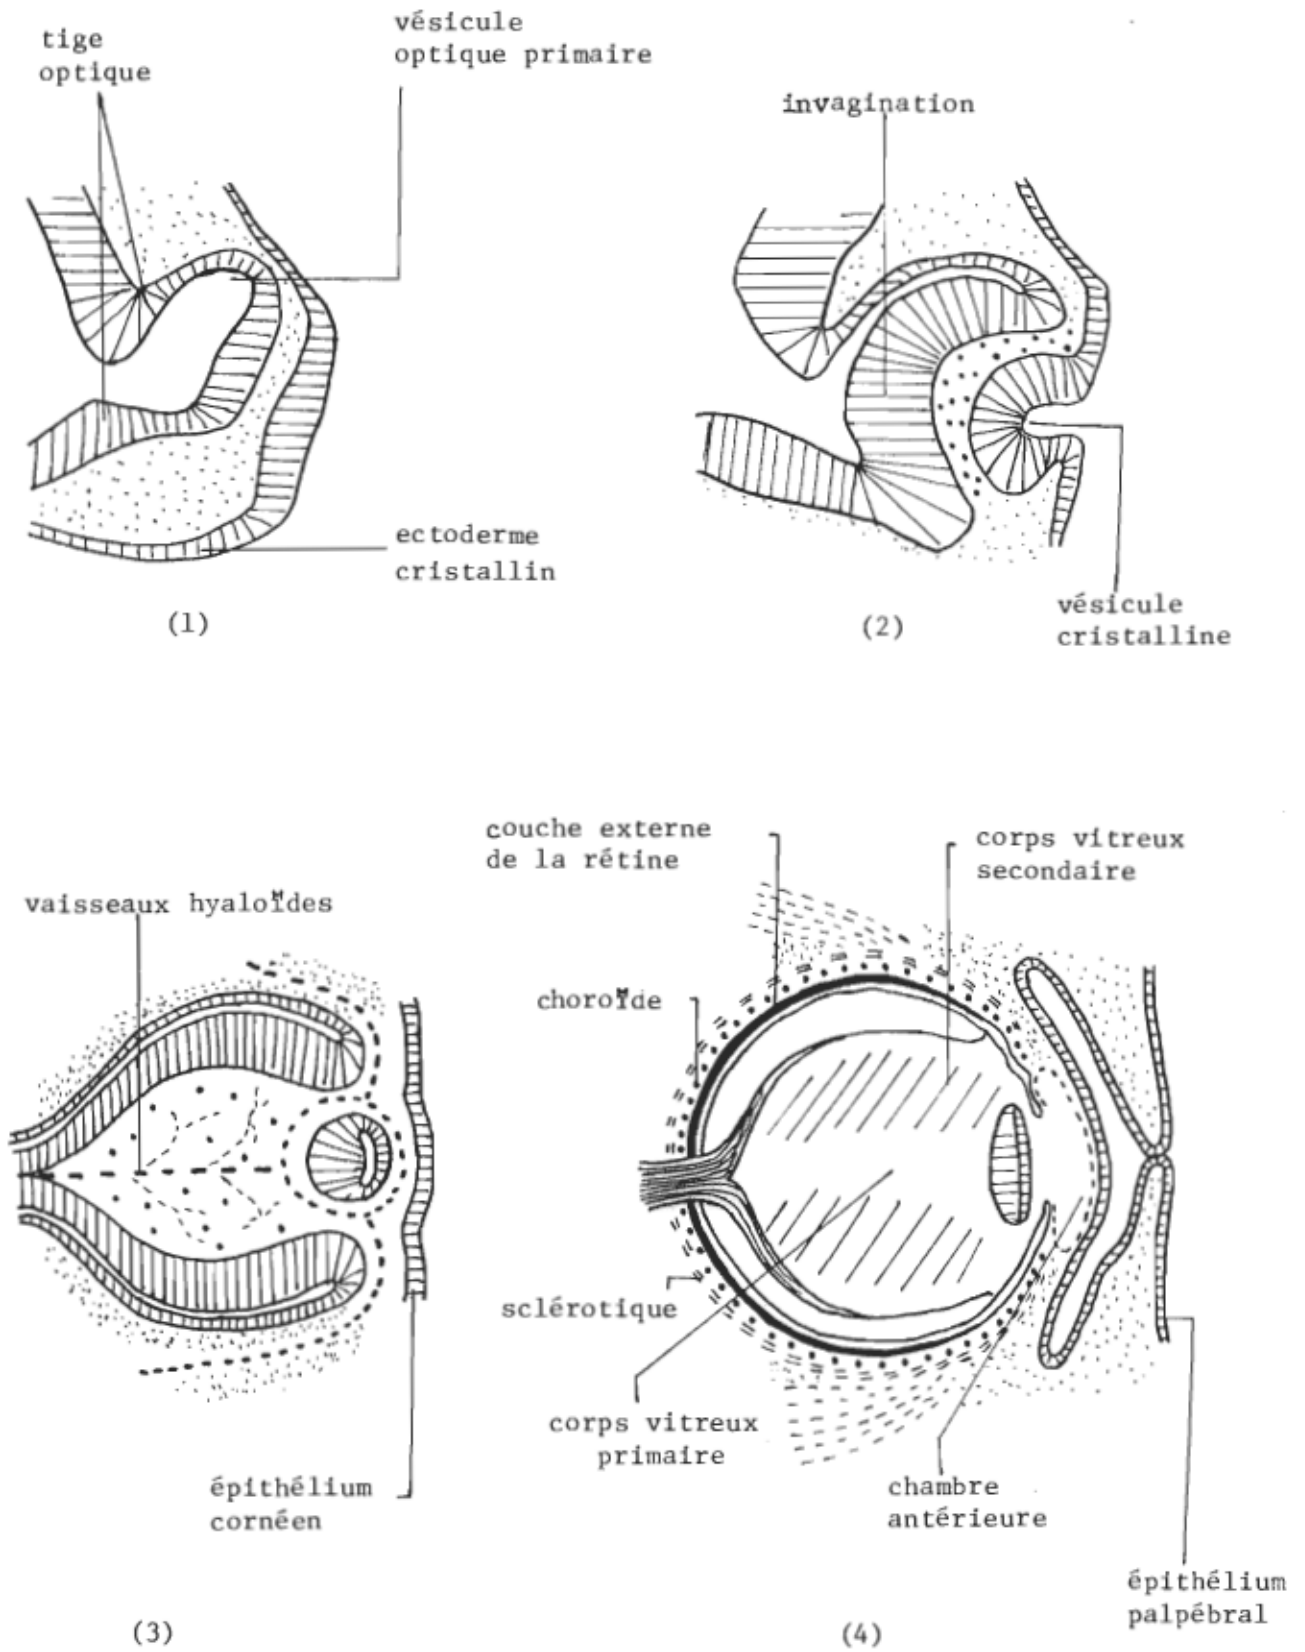 tige
optique
vésicule
optique primaire
ectoderme
cristallin
(1)
invagination
vésicule
cristalline
(2)
vaisseaux hyaloïdes
épithélium
cornéen
(3)
couche externe
de la rétine
corps vitreux
secondaire
choroïde
sclérotique
corps vitreux
primaire
chambre
antérieure
épithélium
palpébral
(4)